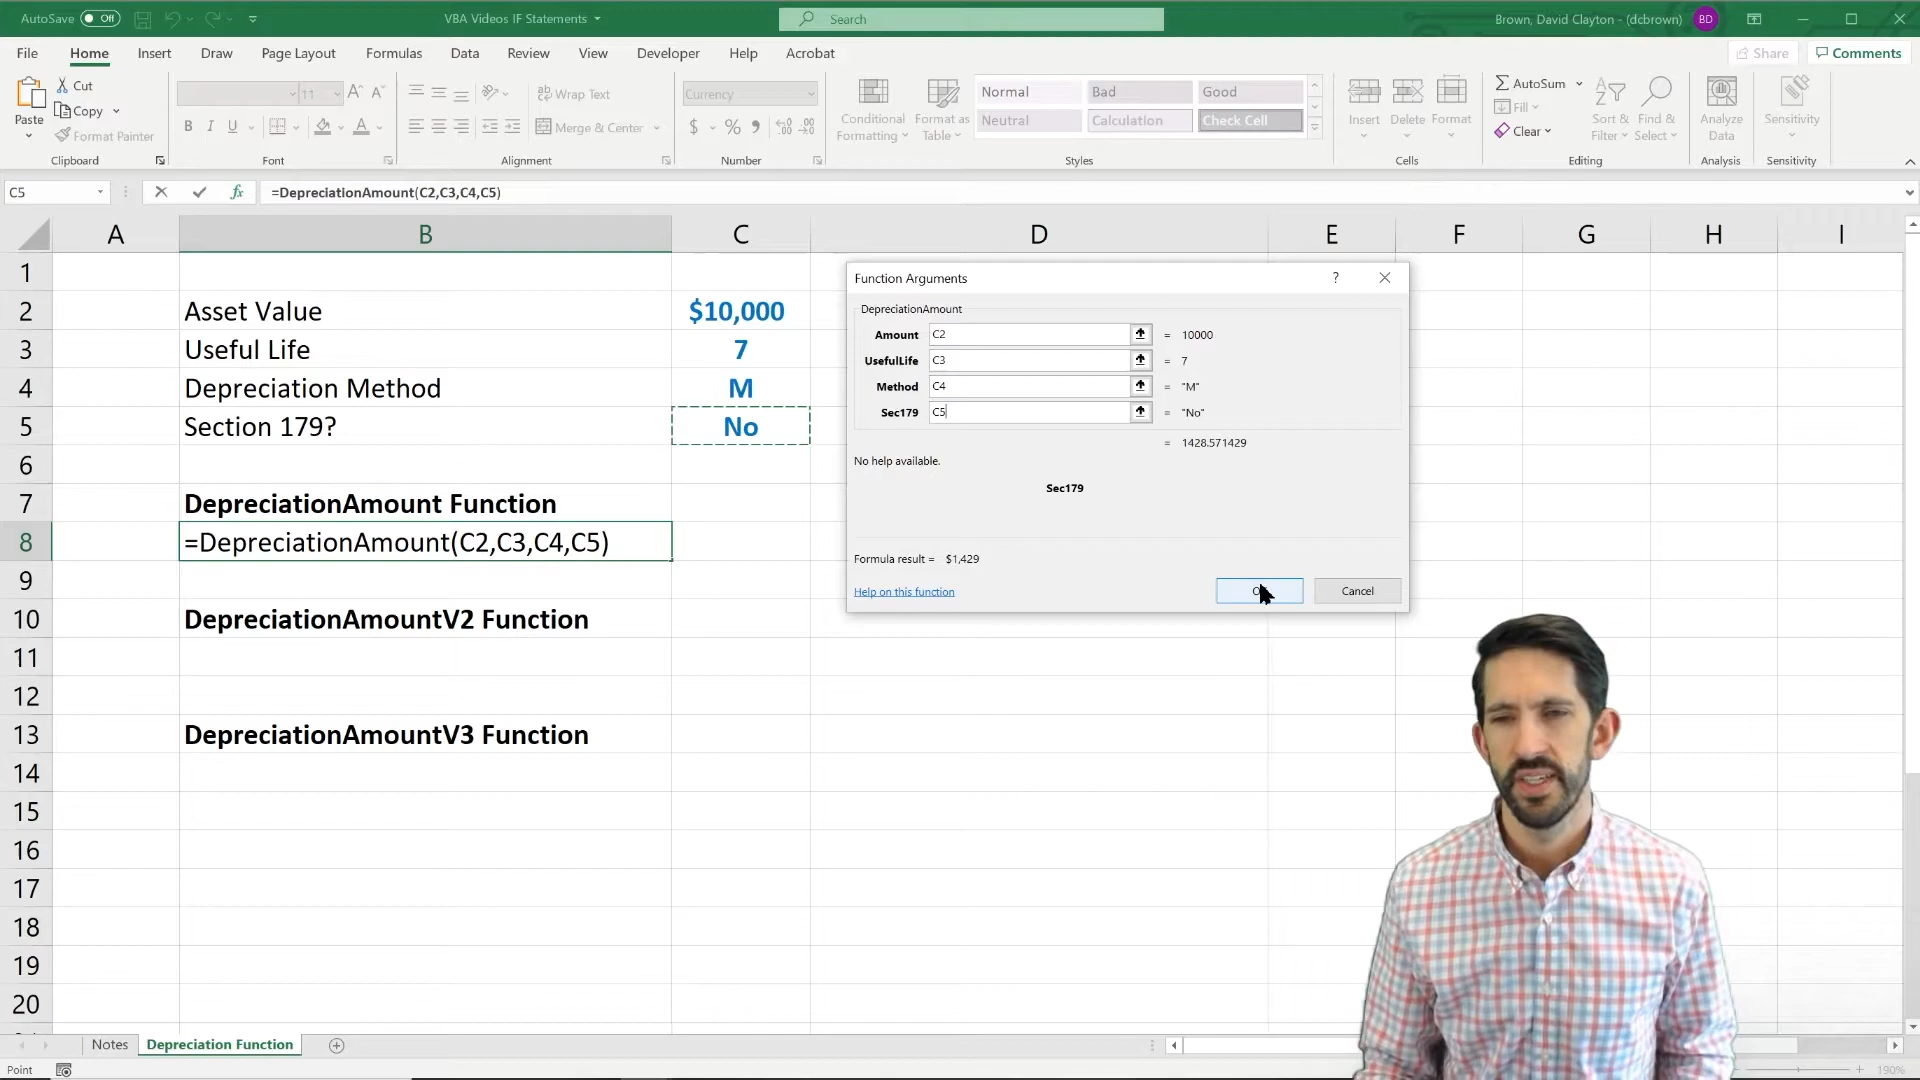 AutoSave Off
VBA Videos IF Statements
Search
Brown, David Clayton - (dcbrown) BD
File Home Insert Draw Page Layout Formulas Data Review View Developer Help Acrobat
Share Comments
Paste
Cut
Copy
Format Painter
Clipboard
11 A A
B I U A
Font
ab Wrap Text
Merge & Center
Alignment
Currency
$ % 9
Number
Conditional Formatting
Format as Table
Normal Bad Good
Neutral Calculation Check Cell
Styles
Insert Delete Format
Cells
AutoSum
Fill
Clear
Sort & Filter
Find & Select
Editing
Analyze Data
Analysis
Sensitivity
Sensitivity
C5 fx =DepreciationAmount(C2,C3,C4,C5)
A B C D E F G H I
1
2 Asset Value $10,000
3 Useful Life 7
4 Depreciation Method M
5 Section 179? No
6
7 DepreciationAmount Function
8 =DepreciationAmount(C2,C3,C4,C5)
9
10 DepreciationAmountV2 Function
11
12
13 DepreciationAmountV3 Function
14
15
16
17
18
19
20
Function Arguments ?
DepreciationAmount
Amount C2 = 10000
UsefulLife C3 = 7
Method C4 = "M"
Sec179 C5 = "No"
= 1428.571429
No help available.
Sec179
Formula result = $1,429
Help on this function
Cancel
Notes Depreciation Function
Point
190%